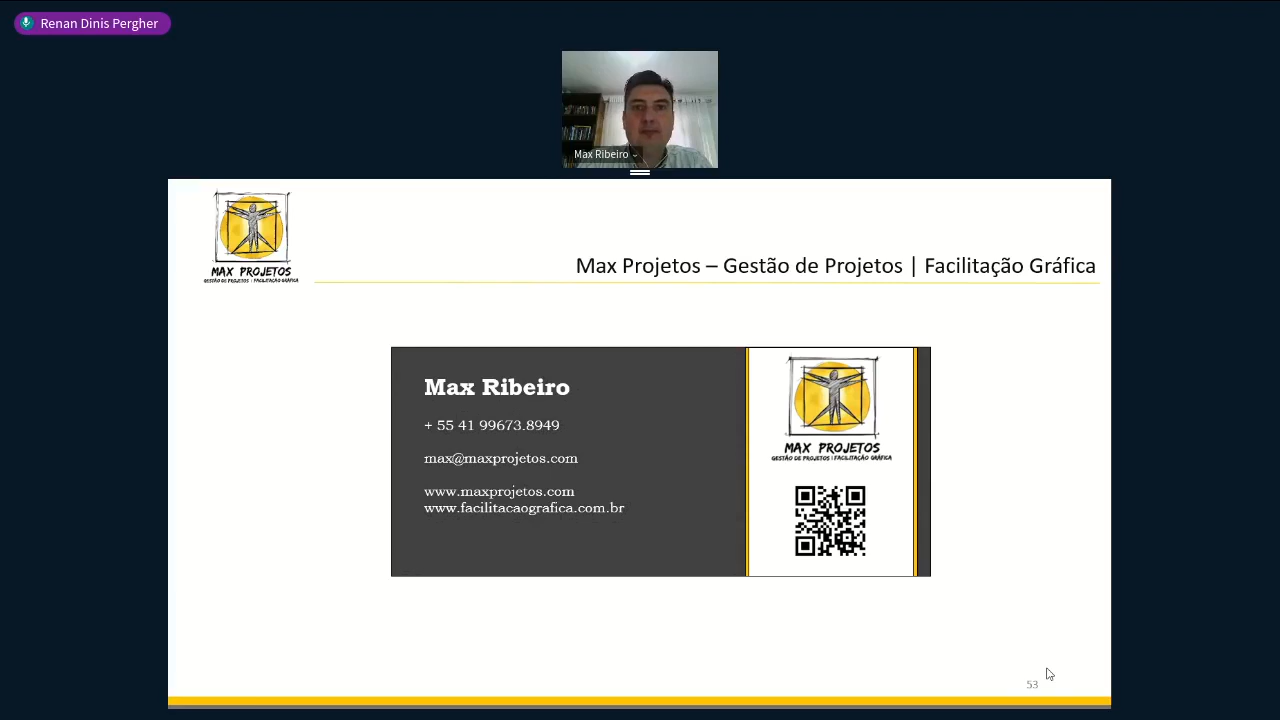 Renan Dinis Pergher
Max Ribeiro
MAX PROJETOS
GESTÃO DE PROJETOS | FACILITAÇÃO GRÁFICA
Max Projetos – Gestão de Projetos | Facilitação Gráfica
Max Ribeiro
+ 55 41 99673.8949
max@maxprojetos.com
www.maxprojetos.com
www.facilitacaografica.com.br
MAX PROJETOS
GESTÃO DE PROJETOS | FACILITAÇÃO GRÁFICA
53